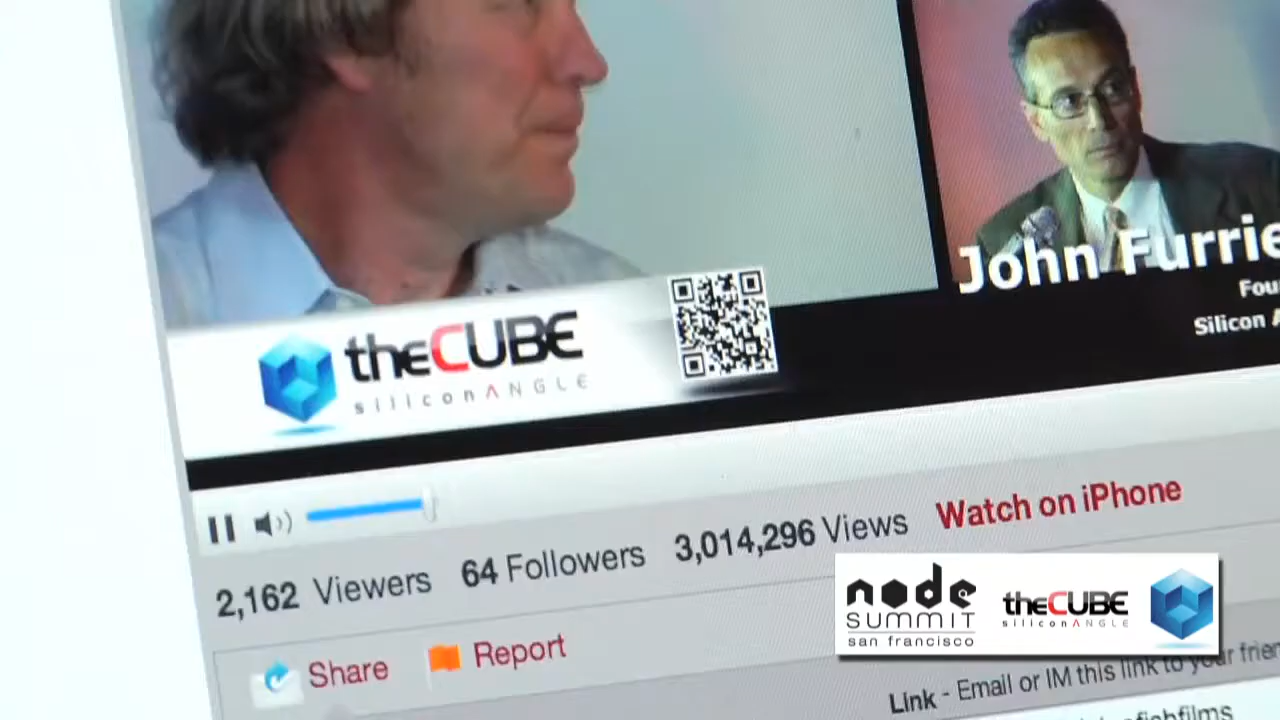 John Furrie
Fou
Silicon A
theCUBE
siliconANGLE
2,162 Viewers 64 Followers 3,014,296 Views Watch on iPhone
Share Report
Link - Email or IM this link to your frien
fishfilms
node
SUMMIT
san francisco
theCUBE
siliconANGLE